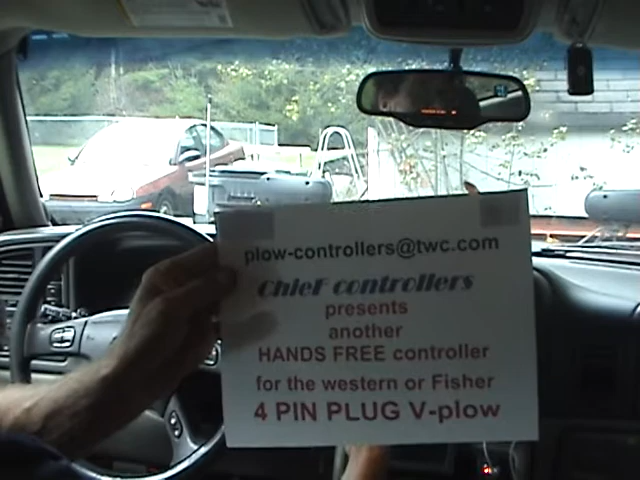 plow-controllers@twc.com
Chief controllers
presents
another
HANDS FREE controller
for the western or Fisher
4 PIN PLUG V-plow